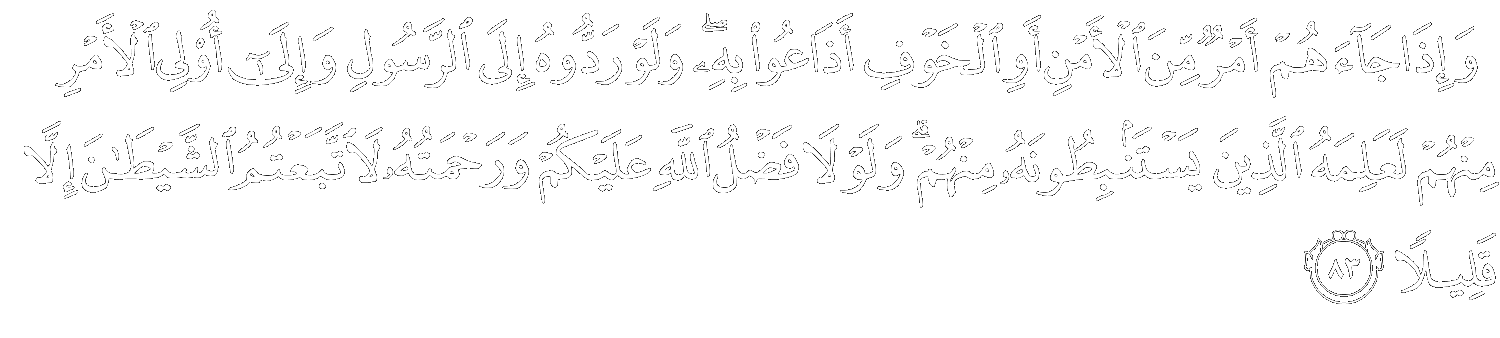 وَإِذَا جَآءَهُمْ أَمْرٌ مِّنَ ٱلْأَمْنِ أَوِ ٱلْخَوْفِ أَذَاعُوا۟ بِهِۦ ۖ وَلَوْ رَدُّوهُ إِلَى ٱلرَّسُولِ وَإِلَىٰٓ أُو۟لِى ٱلْأَمْرِ
مِنْهُمْ لَعَلِمَهُ ٱلَّذِينَ يَسْتَنۢبِطُونَهُۥ مِنْهُمْ ۗ وَلَوْلَا فَضْلُ ٱللَّهِ عَلَيْكُمْ وَرَحْمَتُهُۥ لَٱتَّبَعْتُمُ ٱلشَّيْطَـٰنَ إِلَّا
قَلِيلًا ٨٣